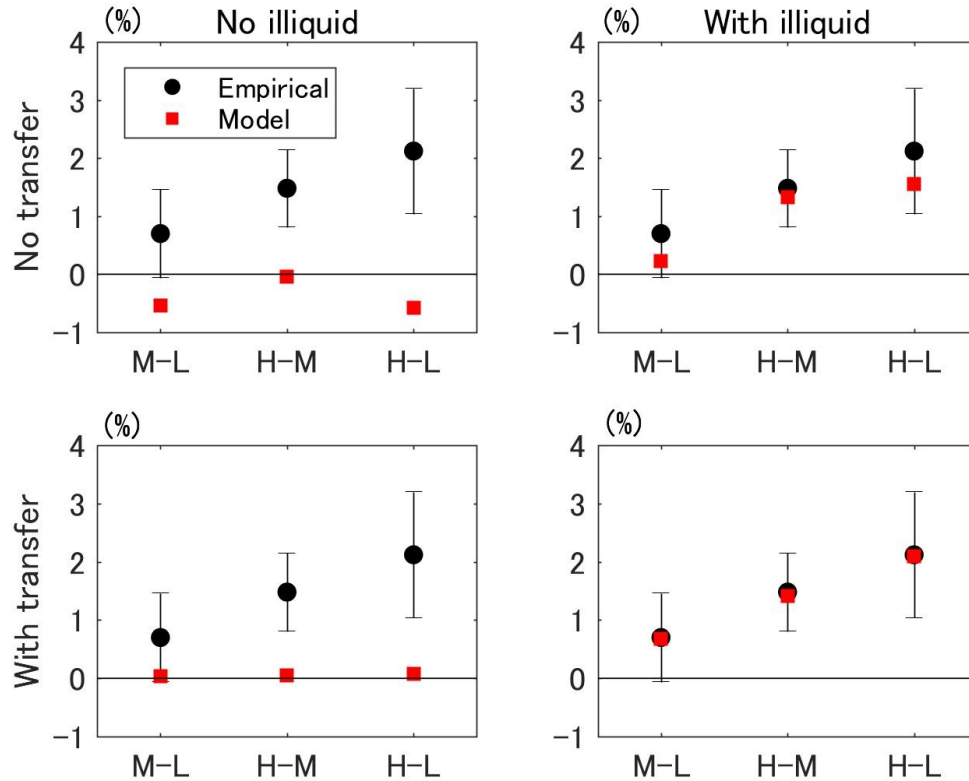 (%) No illiquid
No transfer
4
3
2
1
0
−1
Empirical
Model
M–L H–M H–L
(%) With illiquid
4
3
2
1
0
−1
M–L H–M H–L
(%)
With transfer
4
3
2
1
0
−1
M–L H–M H–L
(%)
4
3
2
1
0
−1
M–L H–M H–L